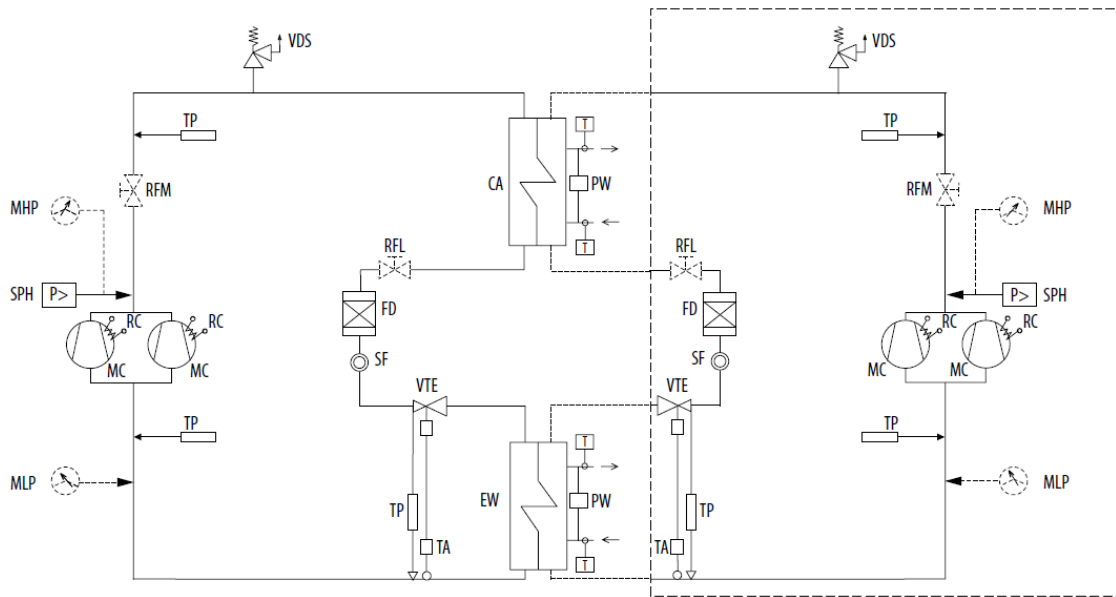 VDS
VDS
TP
TP
T
CA
PW
RFM
RFM
MHP
MHP
T
RFL
RFL
SPH
P>
FD
FD
P>
SPH
RC
RC
RC
RC
MC
MC
SF
SF
MC
MC
VTE
VTE
TP
TP
T
MLP
MLP
EW
PW
TP
TP
TA
TA
T